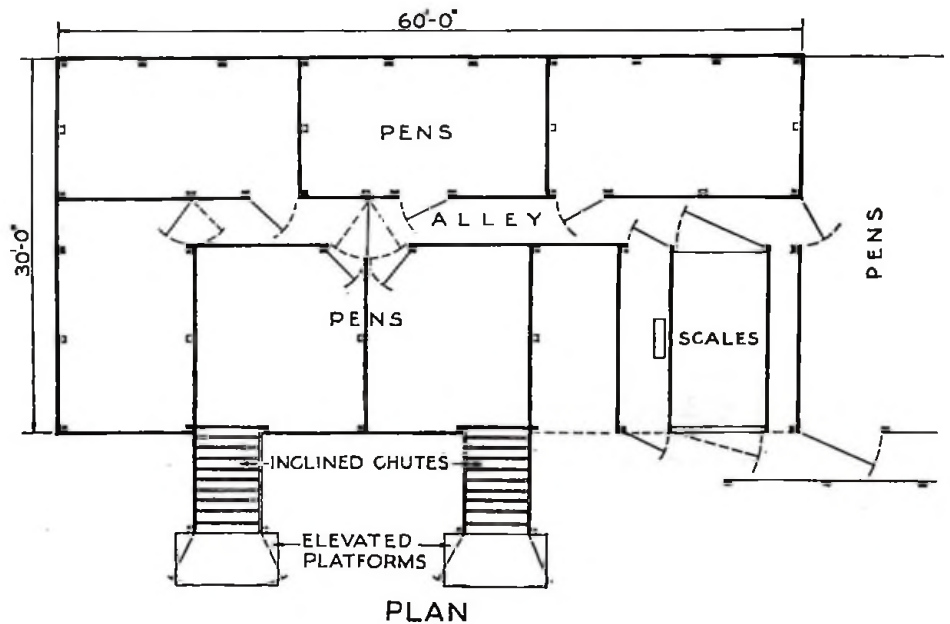 60'-0"
PENS
ALLEY
30'-0"
PENS
PENS
SCALES
INCLINED CHUTES
ELEVATED
PLATFORMS
PLAN